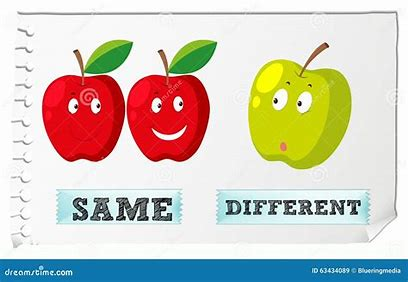 SAME
DIFFERENT
dreamstime.com
ID 63434089 © Blueringmedia